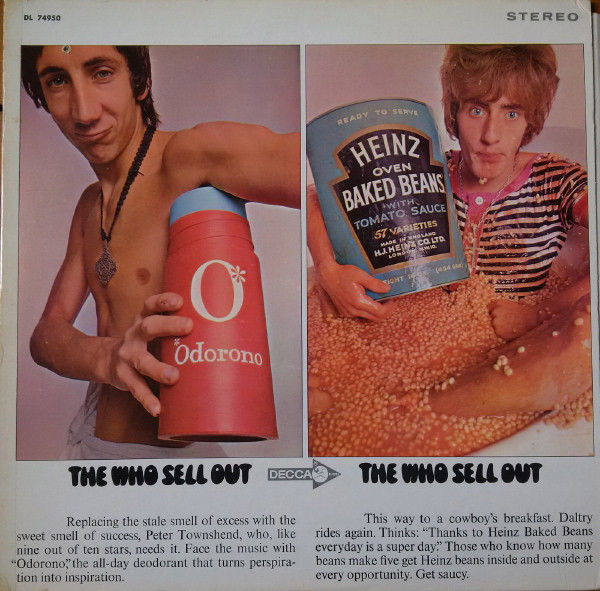 DL 74950
STEREO
O*
*Odorono
READY TO SERVE
HEINZ
OVEN
BAKED BEANS
WITH
TOMATO SAUCE
57 VARIETIES
MADE IN ENGLAND
H.J. HEINZ CO. LTD.
LONDON, N.W.10
THE WHO SELL OUT
DECCA
THE WHO SELL OUT
Replacing the stale smell of excess with the
sweet smell of success, Peter Townshend, who, like
nine out of ten stars, needs it. Face the music with
“Odorono,” the all-day deodorant that turns perspira-
tion into inspiration.
This way to a cowboy's breakfast. Daltry
rides again. Thinks: “Thanks to Heinz Baked Beans
everyday is a super day.” Those who know how many
beans make five get Heinz beans inside and outside at
every opportunity. Get saucy.